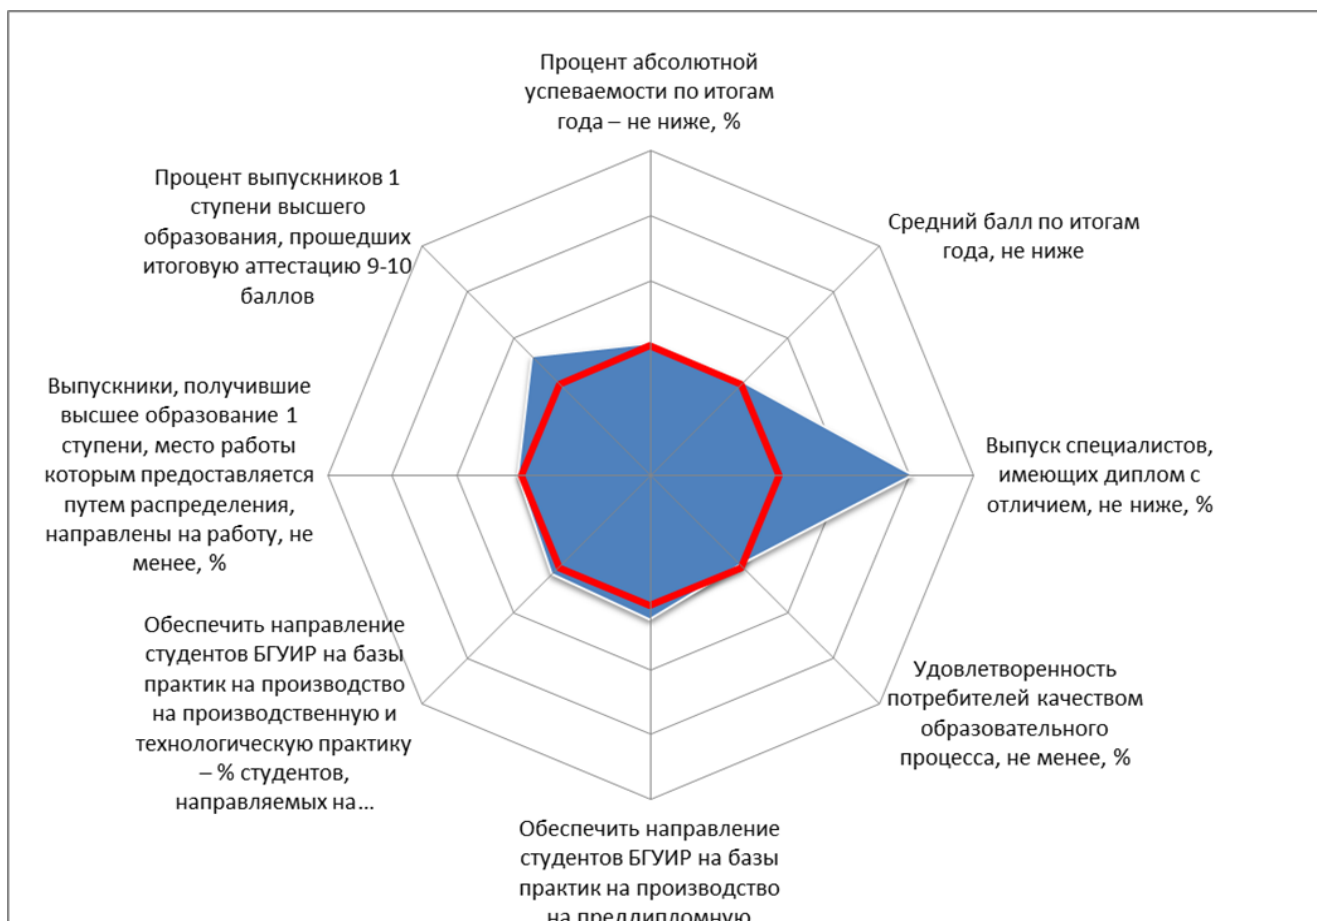 Процент абсолютной
успеваемости по итогам
года – не ниже, %
Средний балл по итогам
года, не ниже
Выпуск специалистов,
имеющих диплом с
отличием, не ниже, %
Удовлетворенность
потребителей качеством
образовательного
процесса, не менее, %
Обеспечить направление
студентов БГУИР на базы
практик на производство
на преддипломную
Обеспечить направление
студентов БГУИР на базы
практик на производство
на производственную и
технологическую практику
– % студентов,
направляемых на...
Выпускники, получившие
высшее образование 1
ступени, место работы
которым предоставляется
путем распределения,
направлены на работу, не
менее, %
Процент выпускников 1
ступени высшего
образования, прошедших
итоговую аттестацию 9-10
баллов